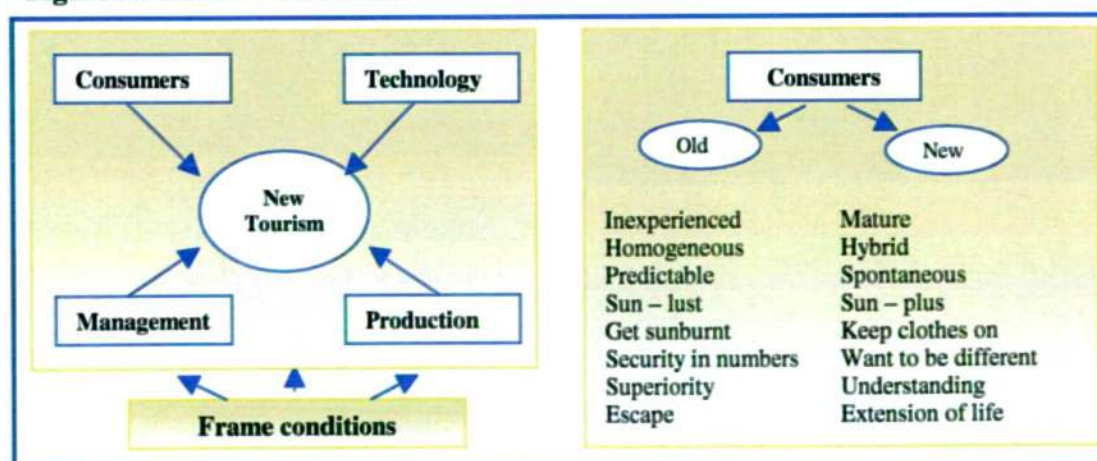 Consumers
Technology
New
Tourism
Management
Production
Frame conditions
Consumers
Old
New
Inexperienced
Mature
Homogeneous
Hybrid
Predictable
Spontaneous
Sun – lust
Sun – plus
Get sunburnt
Keep clothes on
Security in numbers
Want to be different
Superiority
Understanding
Escape
Extension of life